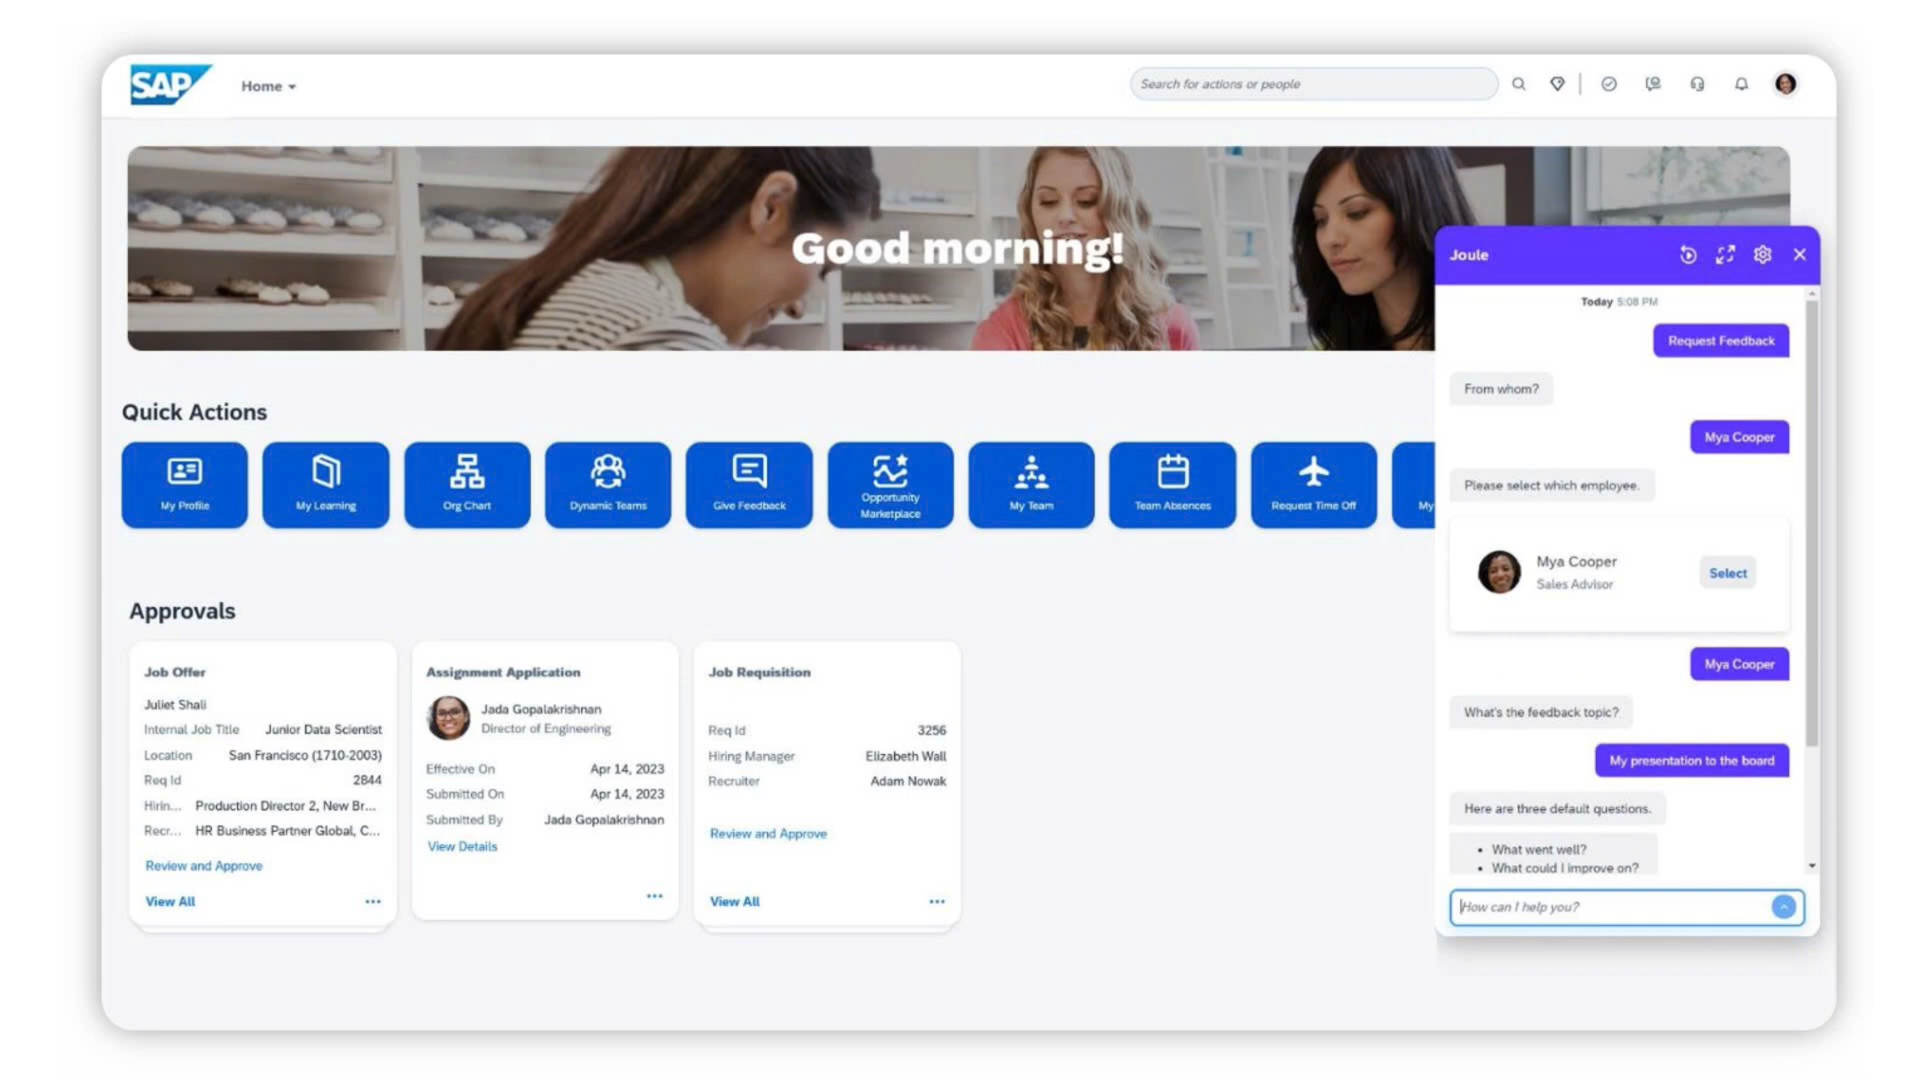 SAP
Home
Search for actions or people
Good morning!
Quick Actions
My Profile
My Learning
Org Chart
Dynamic Teams
Give Feedback
Opportunity
Marketplace
My Team
Team Absences
Request Time Off
My
Approvals
Job Offer
Juliet Shali
Internal Job Title Junior Data Scientist
Location San Francisco (1710-2003)
Req Id 2844
Hirin... Production Director 2, New Br...
Recr... HR Business Partner Global, C...
Review and Approve
View All
Assignment Application
Jada Gopalakrishnan
Director of Engineering
Effective On Apr 14, 2023
Submitted On Apr 14, 2023
Submitted By Jada Gopalakrishnan
View Details
Job Requisition
Req Id 3256
Hiring Manager Elizabeth Wall
Recruiter Adam Nowak
Review and Approve
View All
Joule
Today 5:08 PM
Request Feedback
From whom?
Mya Cooper
Please select which employee.
Mya Cooper
Sales Advisor
Select
Mya Cooper
What's the feedback topic?
My presentation to the board
Here are three default questions.
• What went well?
• What could I improve on?
How can I help you?